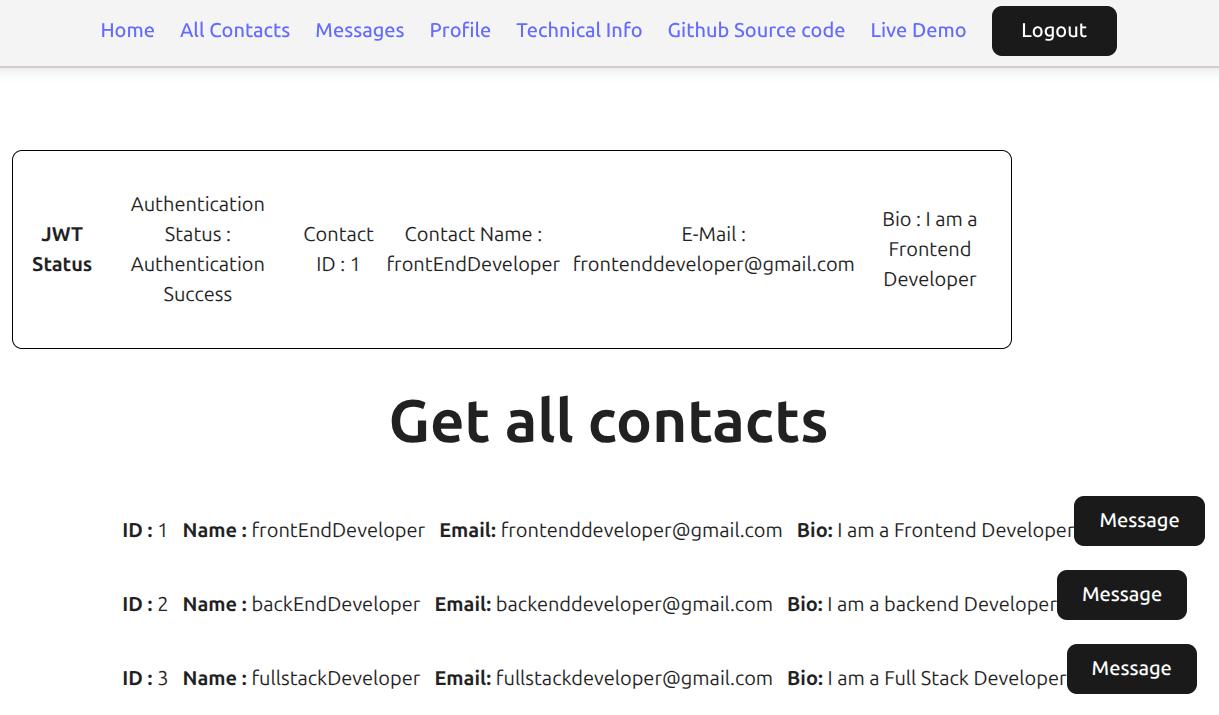 Home All Contacts Messages Profile Technical Info Github Source code Live Demo Logout
JWT Status
Authentication Status : Authentication Success
Contact ID : 1
Contact Name : frontEndDeveloper
E-Mail : frontenddeveloper@gmail.com
Bio : I am a Frontend Developer
Get all contacts
ID : 1 Name : frontEndDeveloper Email: frontenddeveloper@gmail.com Bio: I am a Frontend Developer Message
ID : 2 Name : backEndDeveloper Email: backenddeveloper@gmail.com Bio: I am a backend Developer Message
ID : 3 Name : fullstackDeveloper Email: fullstackdeveloper@gmail.com Bio: I am a Full Stack Developer Message